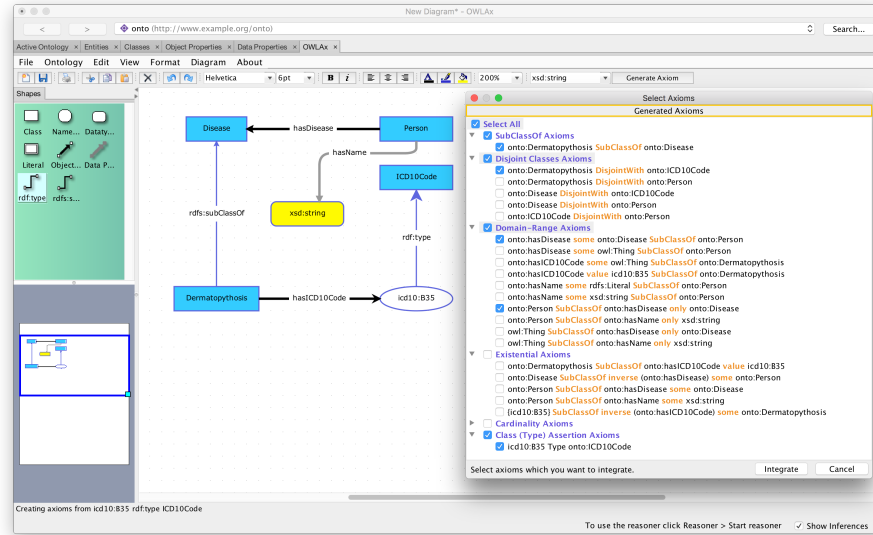 New Diagram* - OWLAx
< > onto (http://www.example.org/onto) Search...
Active Ontology × Entities × Classes × Object Properties × Data Properties × OWLAx ×
File Ontology Edit View Format Diagram About
Helvetica 6pt B i 200% xsd:string Generate Axiom
Shapes
Class Name... Dataty...
Literal Object... Data P...
rdf:type rdfs:s...
Disease hasDisease Person
hasName
ICD10Code
rdfs:subClassOf xsd:string
rdf:type
Dermatopythosis hasICD10Code icd10:B35
Select Axioms
Generated Axioms
Select All
SubClassOf Axioms
onto:Dermatopythosis SubClassOf onto:Disease
Disjoint Classes Axioms
onto:Dermatopythosis DisjointWith onto:ICD10Code
onto:Dermatopythosis DisjointWith onto:Person
onto:Disease DisjointWith onto:ICD10Code
onto:Disease DisjointWith onto:Person
onto:ICD10Code DisjointWith onto:Person
Domain-Range Axioms
onto:hasDisease some onto:Disease SubClassOf onto:Person
onto:hasDisease some owl:Thing SubClassOf onto:Person
onto:hasICD10Code some owl:Thing SubClassOf onto:Dermatopythosis
onto:hasICD10Code value icd10:B35 SubClassOf onto:Dermatopythosis
onto:hasName some rdfs:Literal SubClassOf onto:Person
onto:hasName some xsd:string SubClassOf onto:Person
onto:Person SubClassOf onto:hasDisease only onto:Disease
onto:Person SubClassOf onto:hasName only xsd:string
owl:Thing SubClassOf onto:hasDisease only onto:Disease
owl:Thing SubClassOf onto:hasName only xsd:string
Existential Axioms
onto:Dermatopythosis SubClassOf onto:hasICD10Code value icd10:B35
onto:Disease SubClassOf inverse (onto:hasDisease) some onto:Person
onto:Person SubClassOf onto:hasDisease some onto:Disease
onto:Person SubClassOf onto:hasName some xsd:string
{icd10:B35} SubClassOf inverse (onto:hasICD10Code) some onto:Dermatopythosis
Cardinality Axioms
Class (Type) Assertion Axioms
icd10:B35 Type onto:ICD10Code
Select axioms which you want to integrate. Integrate Cancel
Creating axioms from icd10:B35 rdf:type ICD10Code
To use the reasoner click Reasoner > Start reasoner Show Inferences